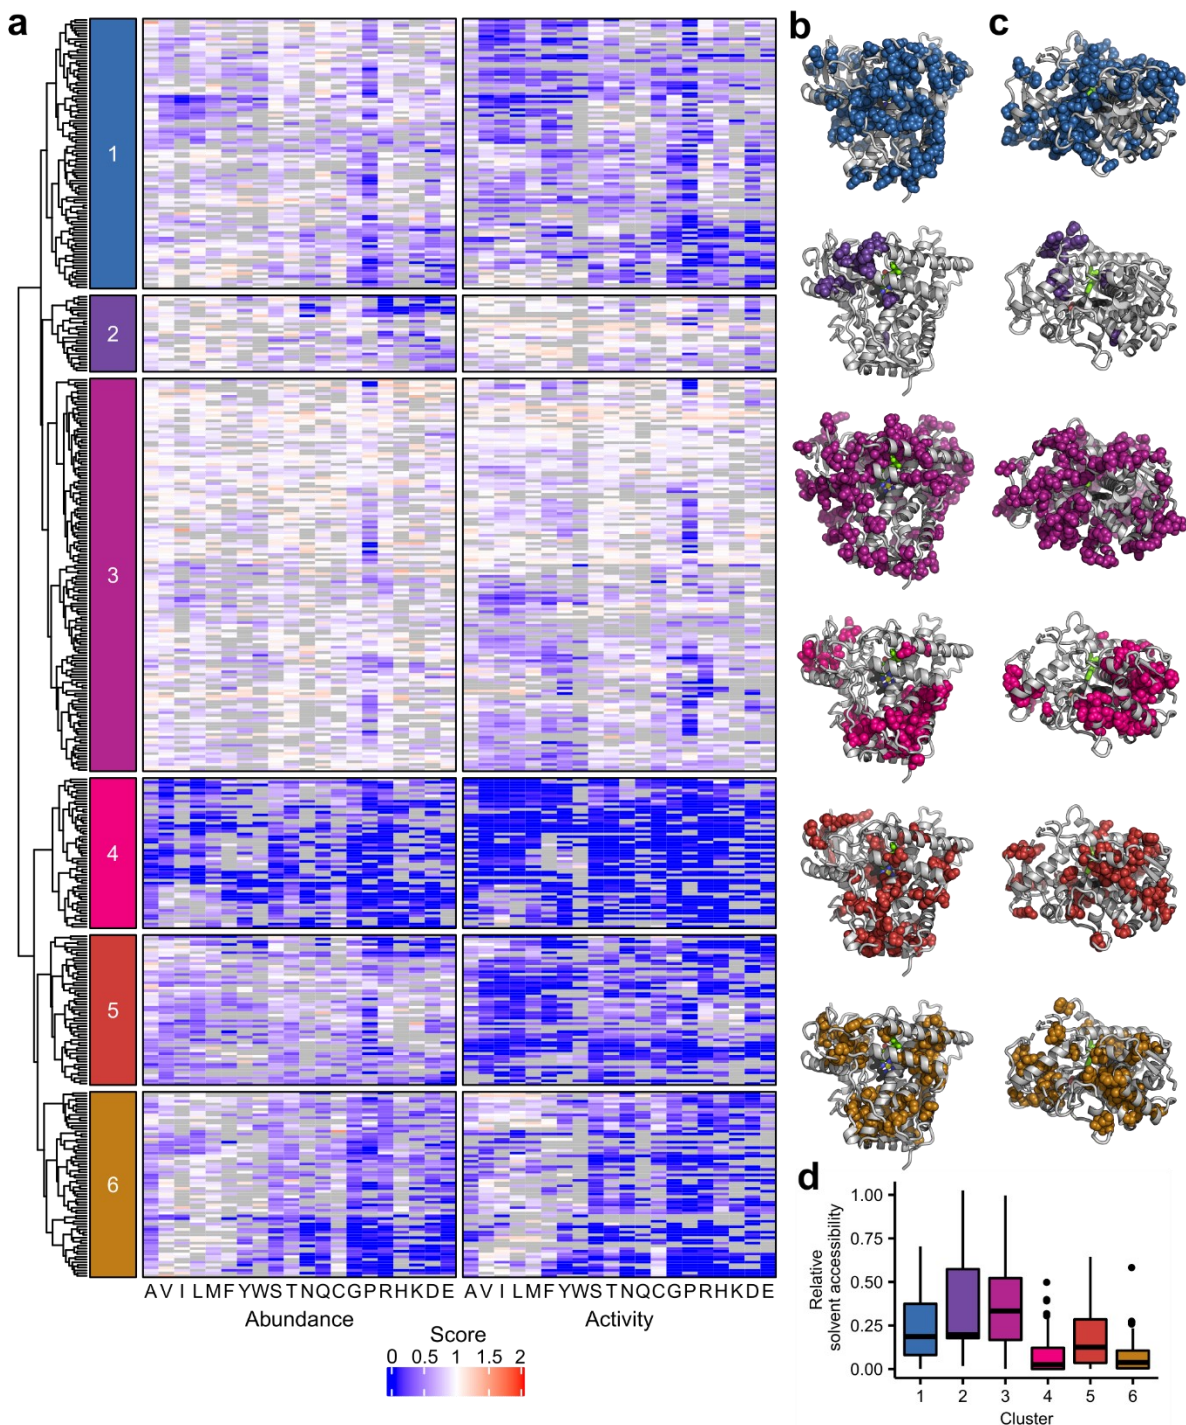 a
b
c
1
2
3
4
5
6
A V I L M F Y W S T N Q C G P R H K D E
A V I L M F Y W S T N Q C G P R H K D E
Abundance
Activity
Score
0 0.5 1 1.5 2
d
Relative
solvent accessibility
1.00
0.75
0.50
0.25
0.00
1 2 3 4 5 6
Cluster